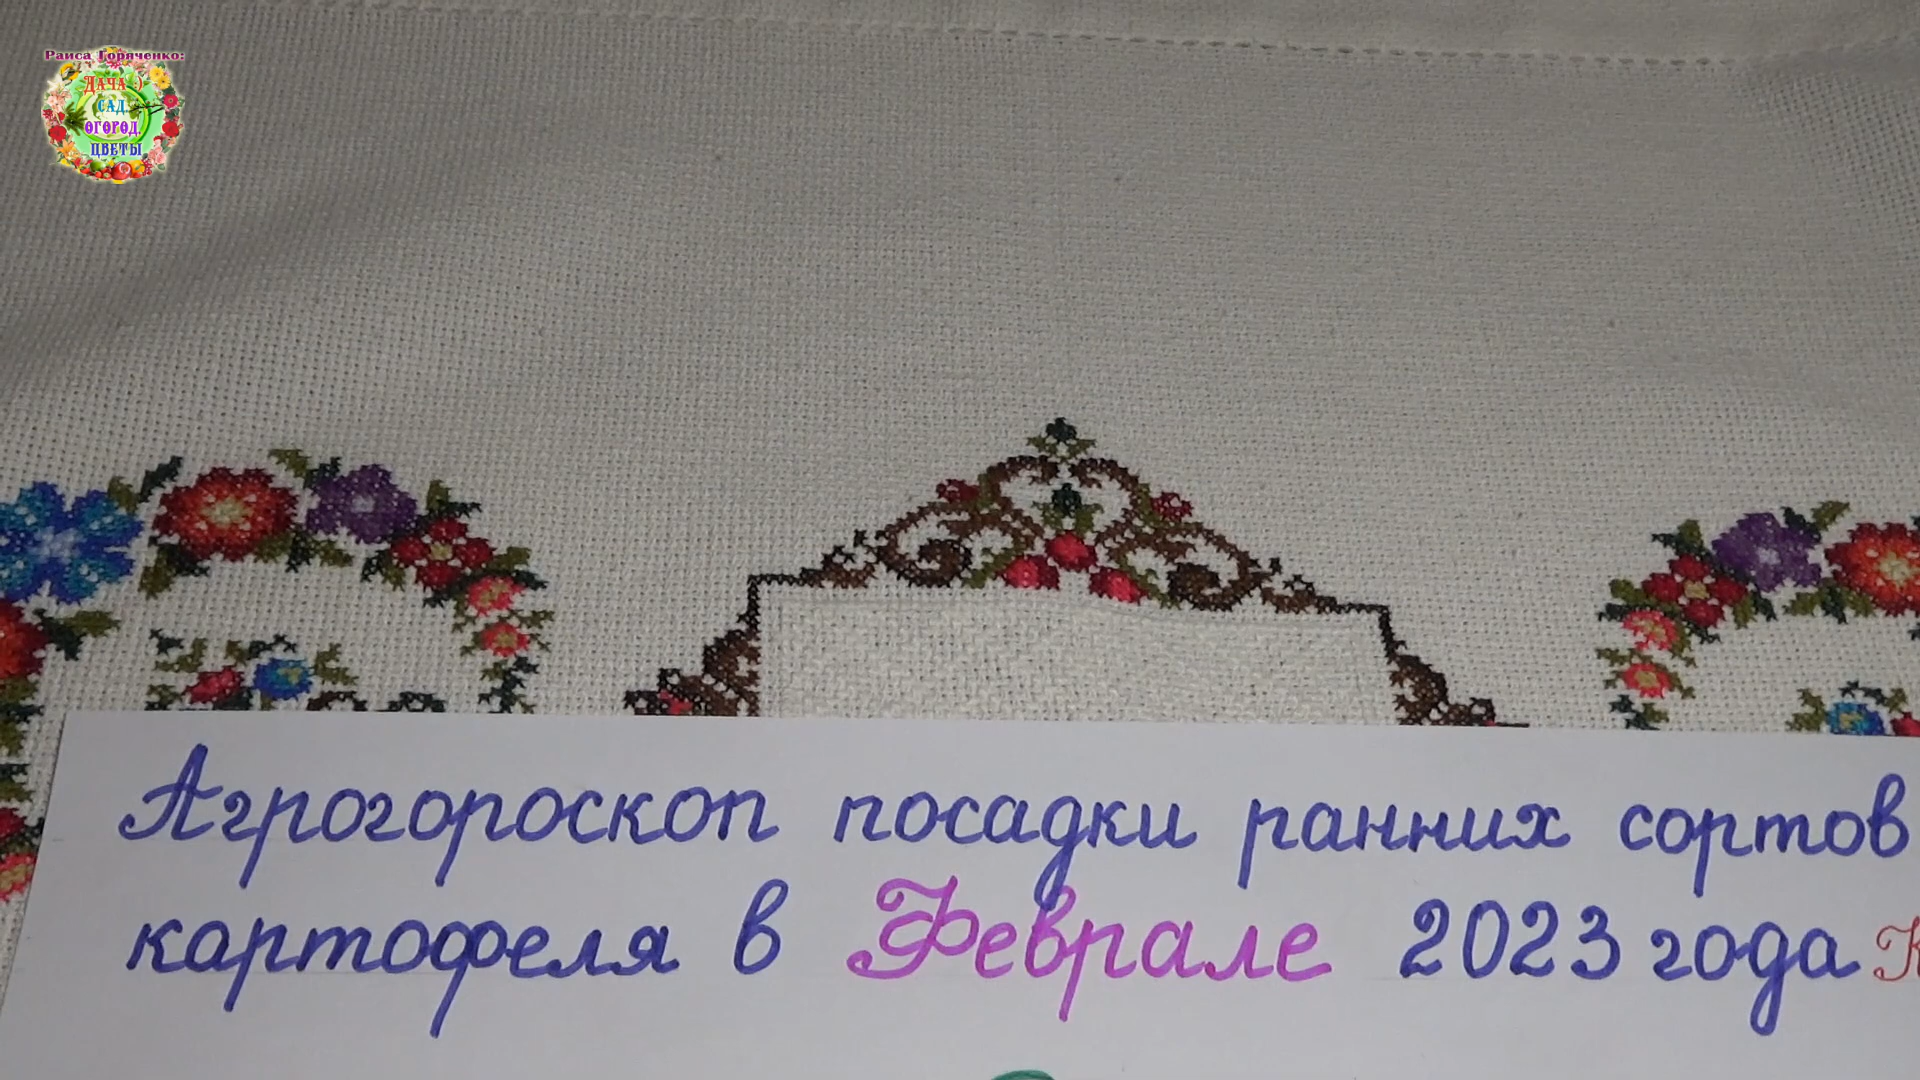 Раиса Горяченко:
ДАЧА
САД.
ОГОРОД.
ЦВЕТЫ
Агрогороскоп посадки ранних сортов
картофеля в Феврале 2023 года